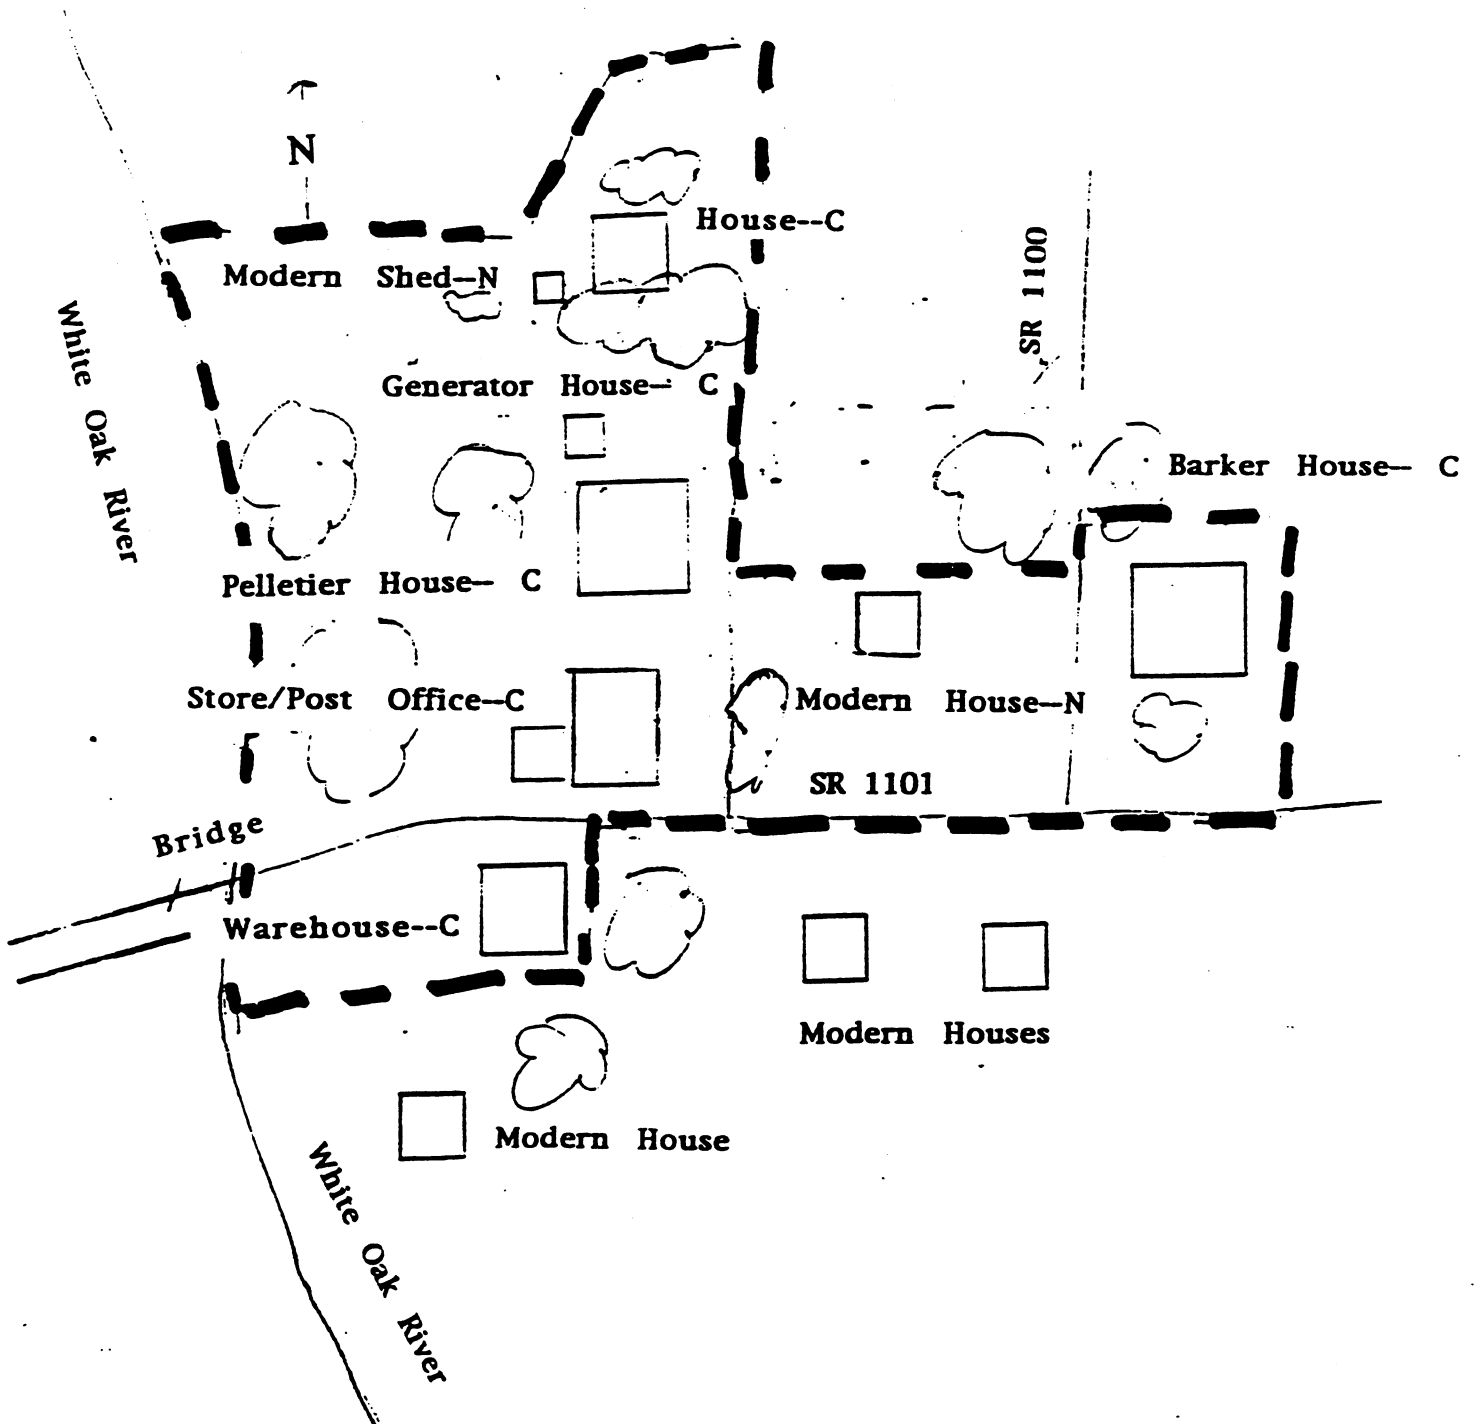 N
House--C
Modern Shed--N
SR 1100
White Oak River
Generator House-- C
Barker House-- C
Pelletier House-- C
Store/Post Office--C
Modern House--N
SR 1101
Bridge
Warehouse--C
Modern Houses
Modern House
White Oak River